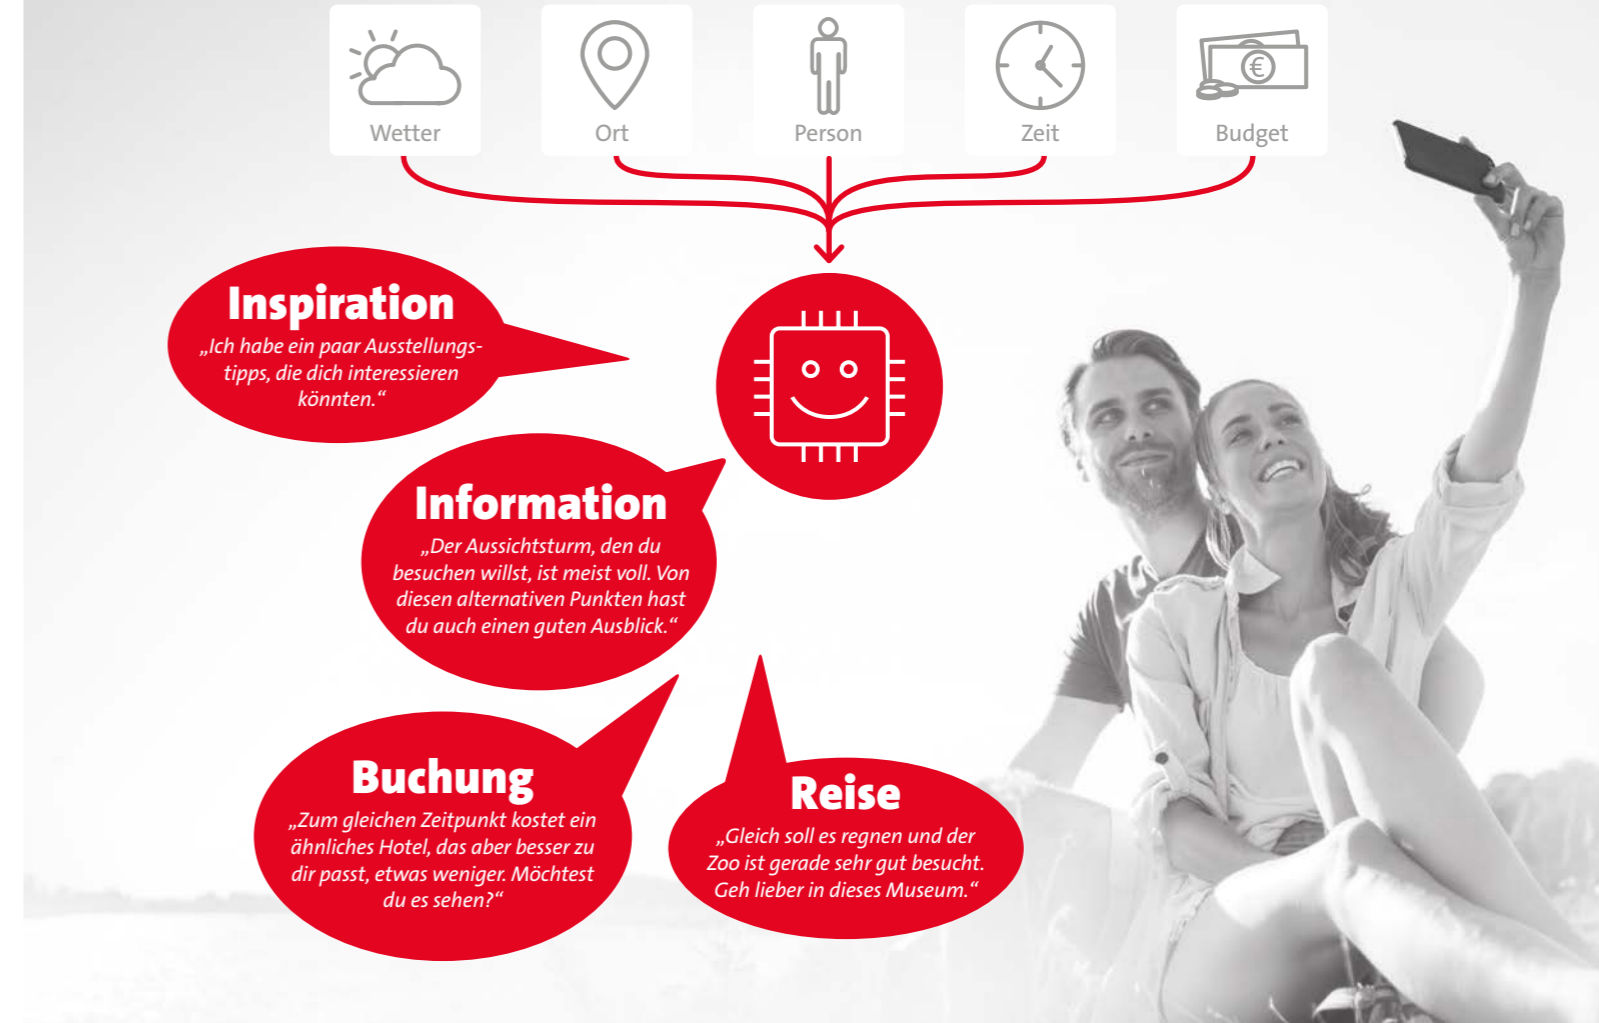 Wetter
Ort
Person
Zeit
Budget
€
Inspiration
„Ich habe ein paar Ausstellungs-
tipps, die dich interessieren
könnten.“
Information
„Der Aussichtsturm, den du
besuchen willst, ist meist voll. Von
diesen alternativen Punkten hast
du auch einen guten Ausblick.“
Buchung
„Zum gleichen Zeitpunkt kostet ein
ähnliches Hotel, das aber besser zu
dir passt, etwas weniger. Möchtest
du es sehen?“
Reise
„Gleich soll es regnen und der
Zoo ist gerade sehr gut besucht.
Geh lieber in dieses Museum.“